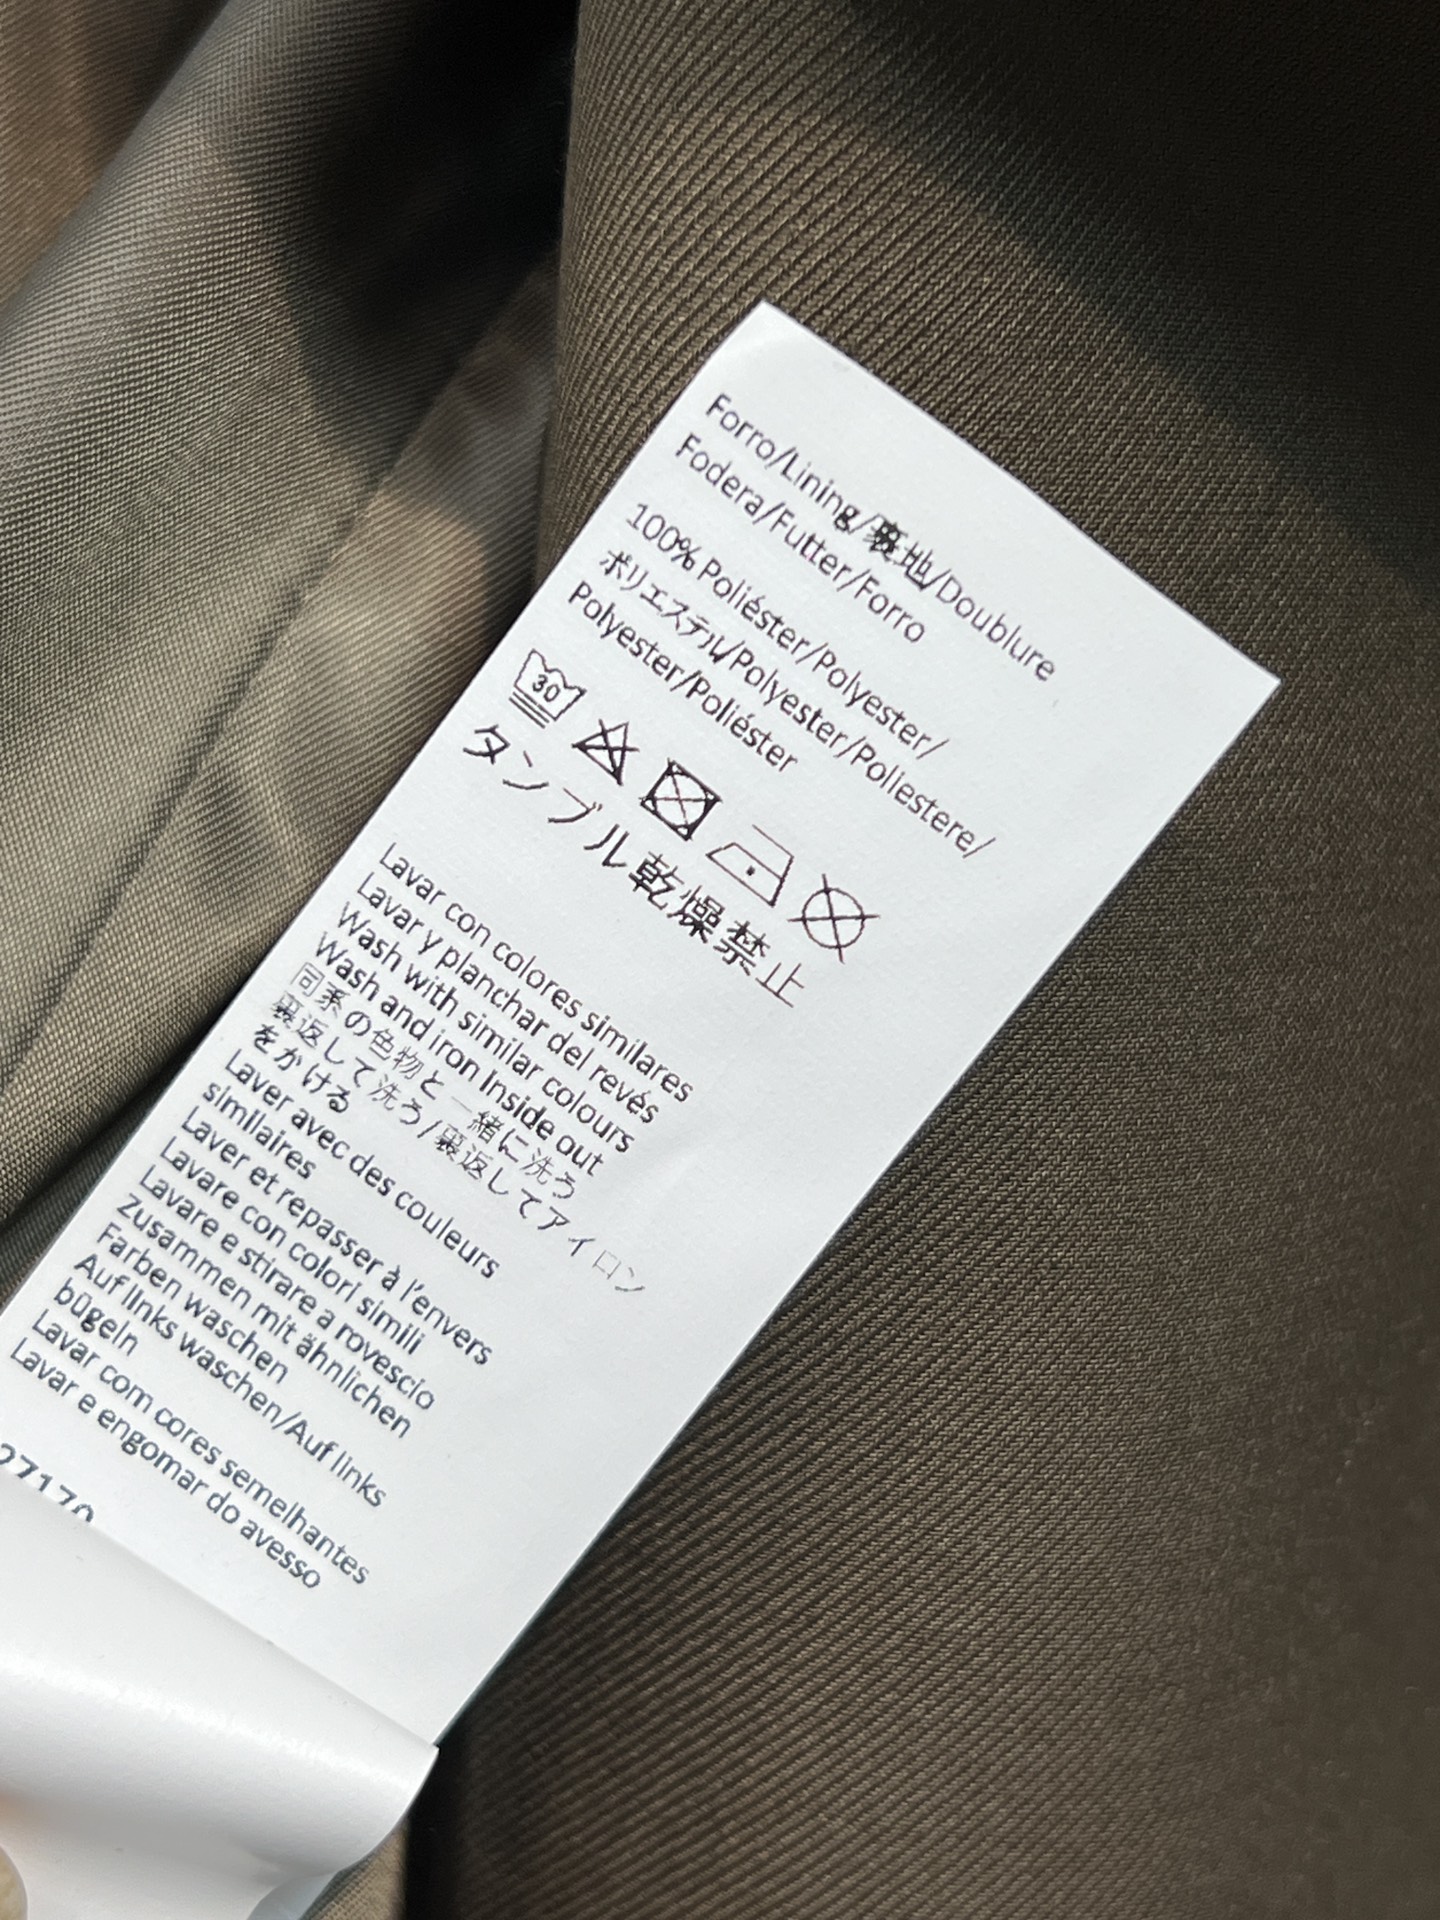 Forro/Lining/裏地/Doublure
Fodera/Futter/Forro
100% Poliéster/Polyester/
ポリエステル/Polyester/Poliestere/
Polyester/Poliéster
30
タンブル乾燥禁止
Lavar con colores similares
Lavar y planchar del revés
Wash with similar colours
Wash and iron Inside out
同系の色物と一緒に洗う
裏返して洗う/裏返してアイロン
をかける
Laver avec des couleurs
similaires
Laver et repasser à l'envers
Lavare con colori simili
Lavare e stirare a rovescio
Zusammen mit ähnlichen
Farben waschen
Auf links waschen/Auf links
bügeln
Lavar com cores semelhantes
Lavar e engomar do avesso
27170